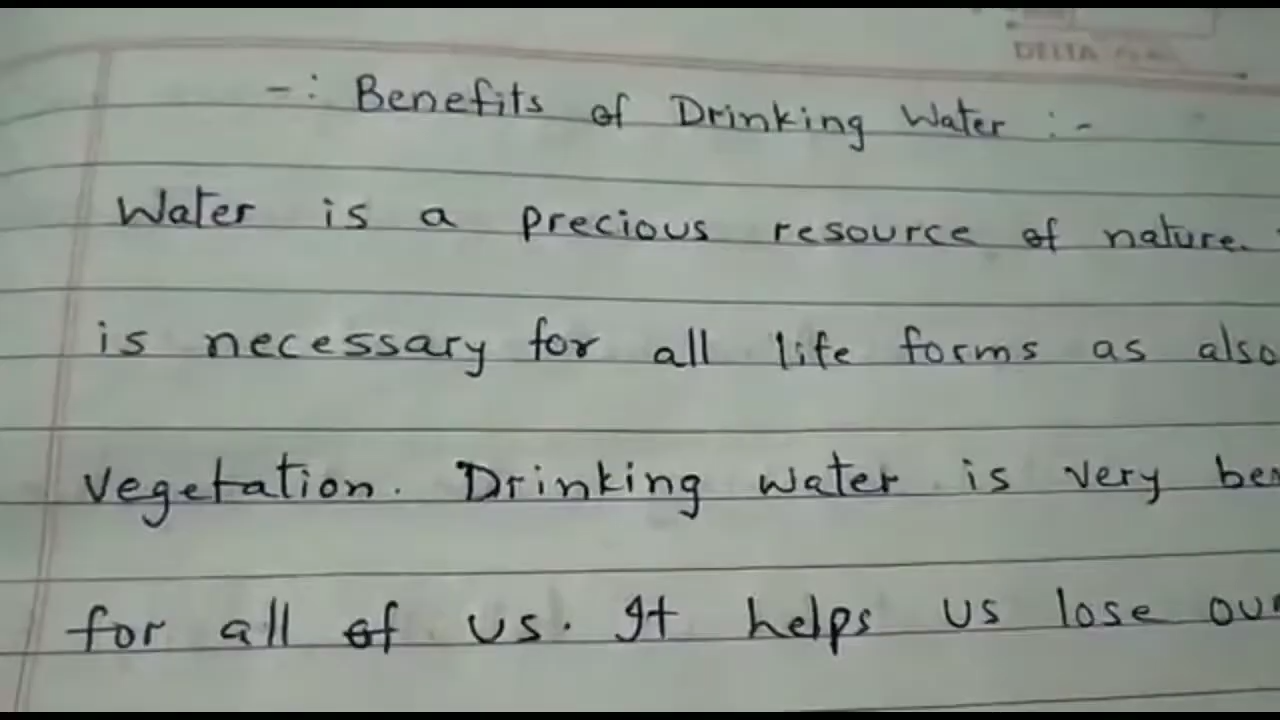 DELTA
-: Benefits of Drinking Water :-
Water is a precious resource of nature.
is necessary for all life forms as also
vegetation. Drinking water is very
for all of us. It helps us lose